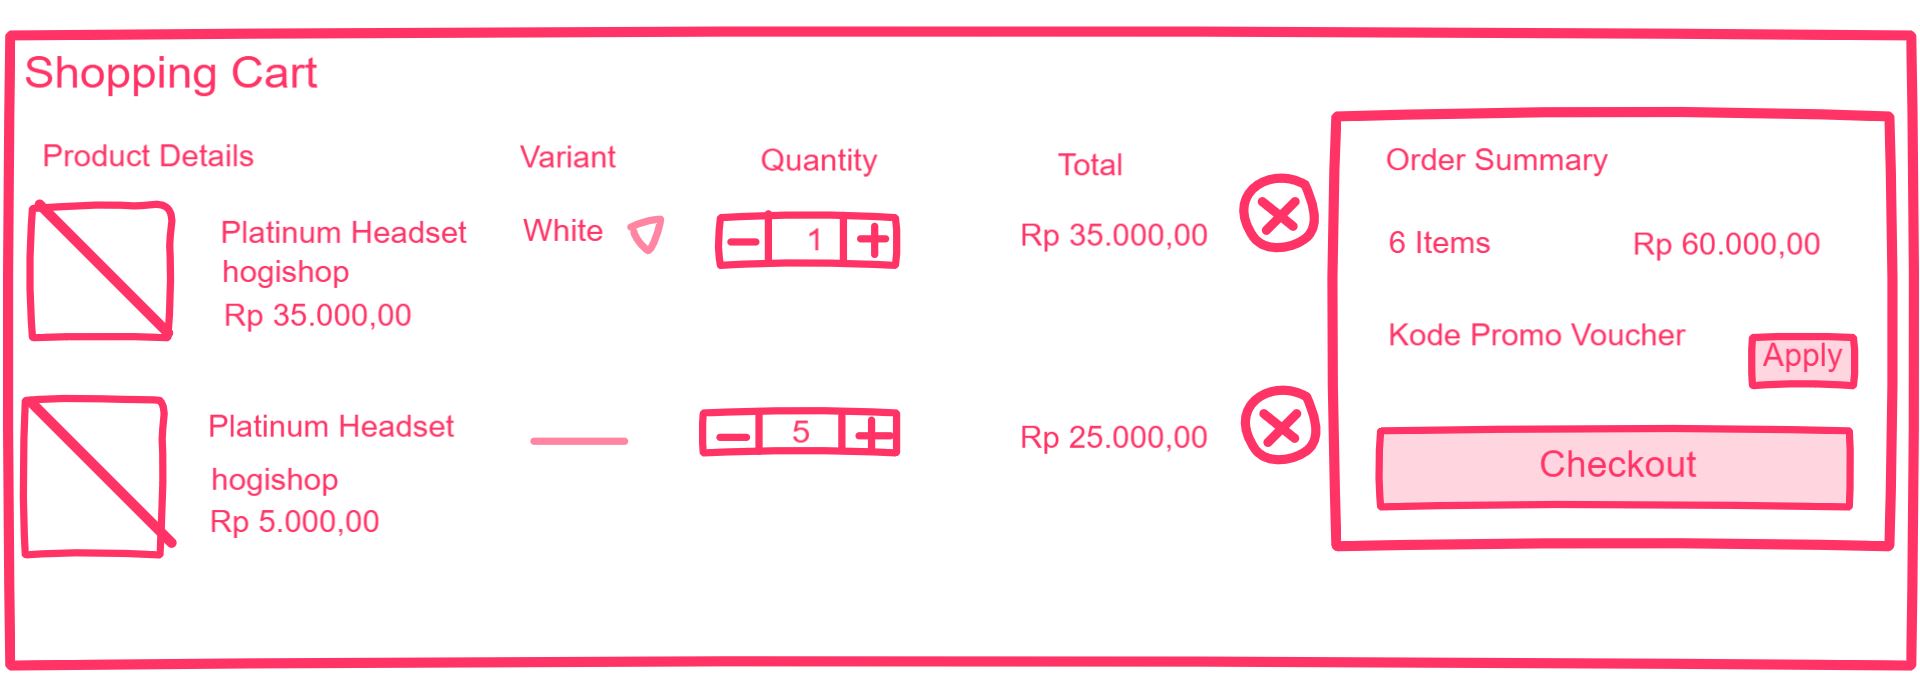 Shopping Cart
Product Details Variant Quantity Total
Platinum Headset White 1 Rp 35.000,00
hogishop
Rp 35.000,00
Platinum Headset 5 Rp 25.000,00
hogishop
Rp 5.000,00
Order Summary
6 Items Rp 60.000,00
Kode Promo Voucher
Apply
Checkout